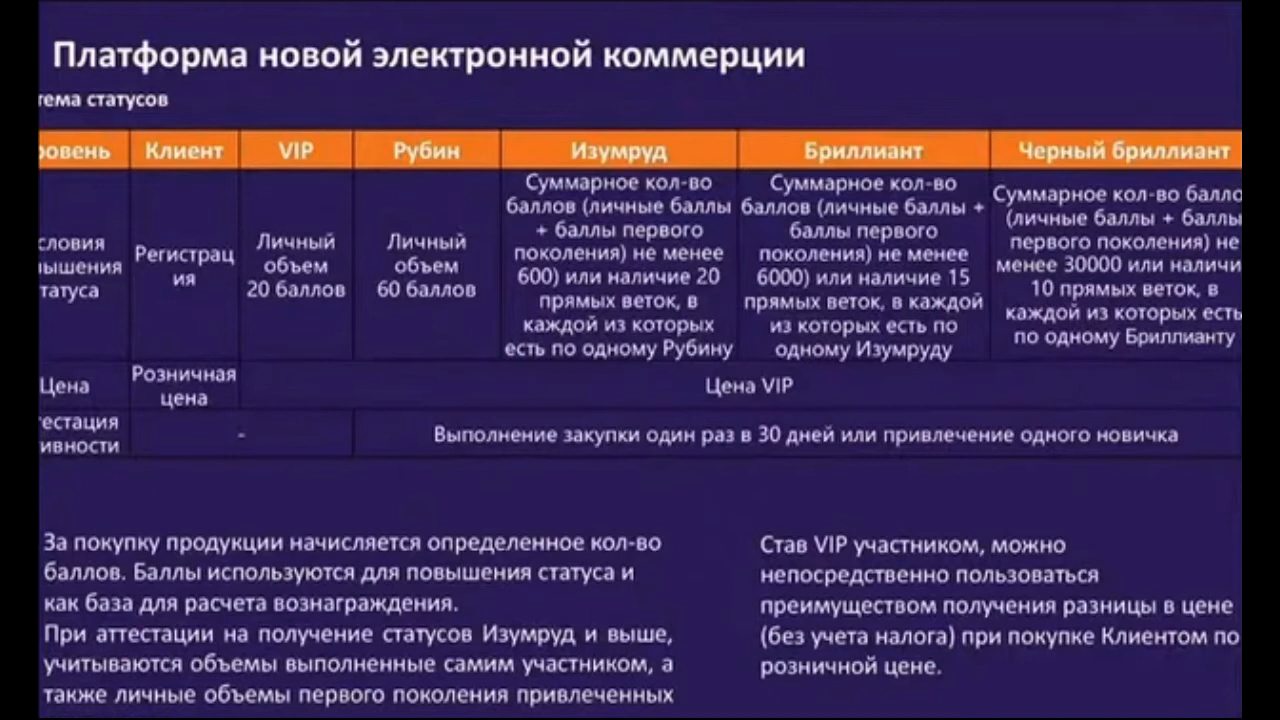 Платформа новой электронной коммерции
тема статусов
ровень Клиент VIP Рубин Изумруд Бриллиант Черный бриллиант
словия
вышения
татуса
Регистрац
ия
Личный
объем
20 баллов
Личный
объем
60 баллов
Суммарное кол-во
баллов (личные баллы
+ баллы первого
поколения) не менее
600) или наличие 20
прямых веток, в
каждой из которых
есть по одному Рубину
Суммарное кол-во
баллов (личные баллы +
баллы первого
поколения) не менее
6000) или наличие 15
прямых веток, в каждой
из которых есть по
одному Изумруду
Суммарное кол-во балло
(личные баллы + баллы
первого поколения) не
менее 30000 или наличи
10 прямых веток, в
каждой из которых есть
по одному Бриллианту
Цена
Розничная
цена
Цена VIP
тестация
ивности
-
Выполнение закупки один раз в 30 дней или привлечение одного новичка
За покупку продукции начисляется определенное кол-во
баллов. Баллы используются для повышения статуса и
как база для расчета вознаграждения.
При аттестации на получение статусов Изумруд и выше,
учитываются объемы выполненные самим участником, а
также личные объемы первого поколения привлеченных
Став VIP участником, можно
непосредственно пользоваться
преимуществом получения разницы в цене
(без учета налога) при покупке Клиентом по
розничной цене.